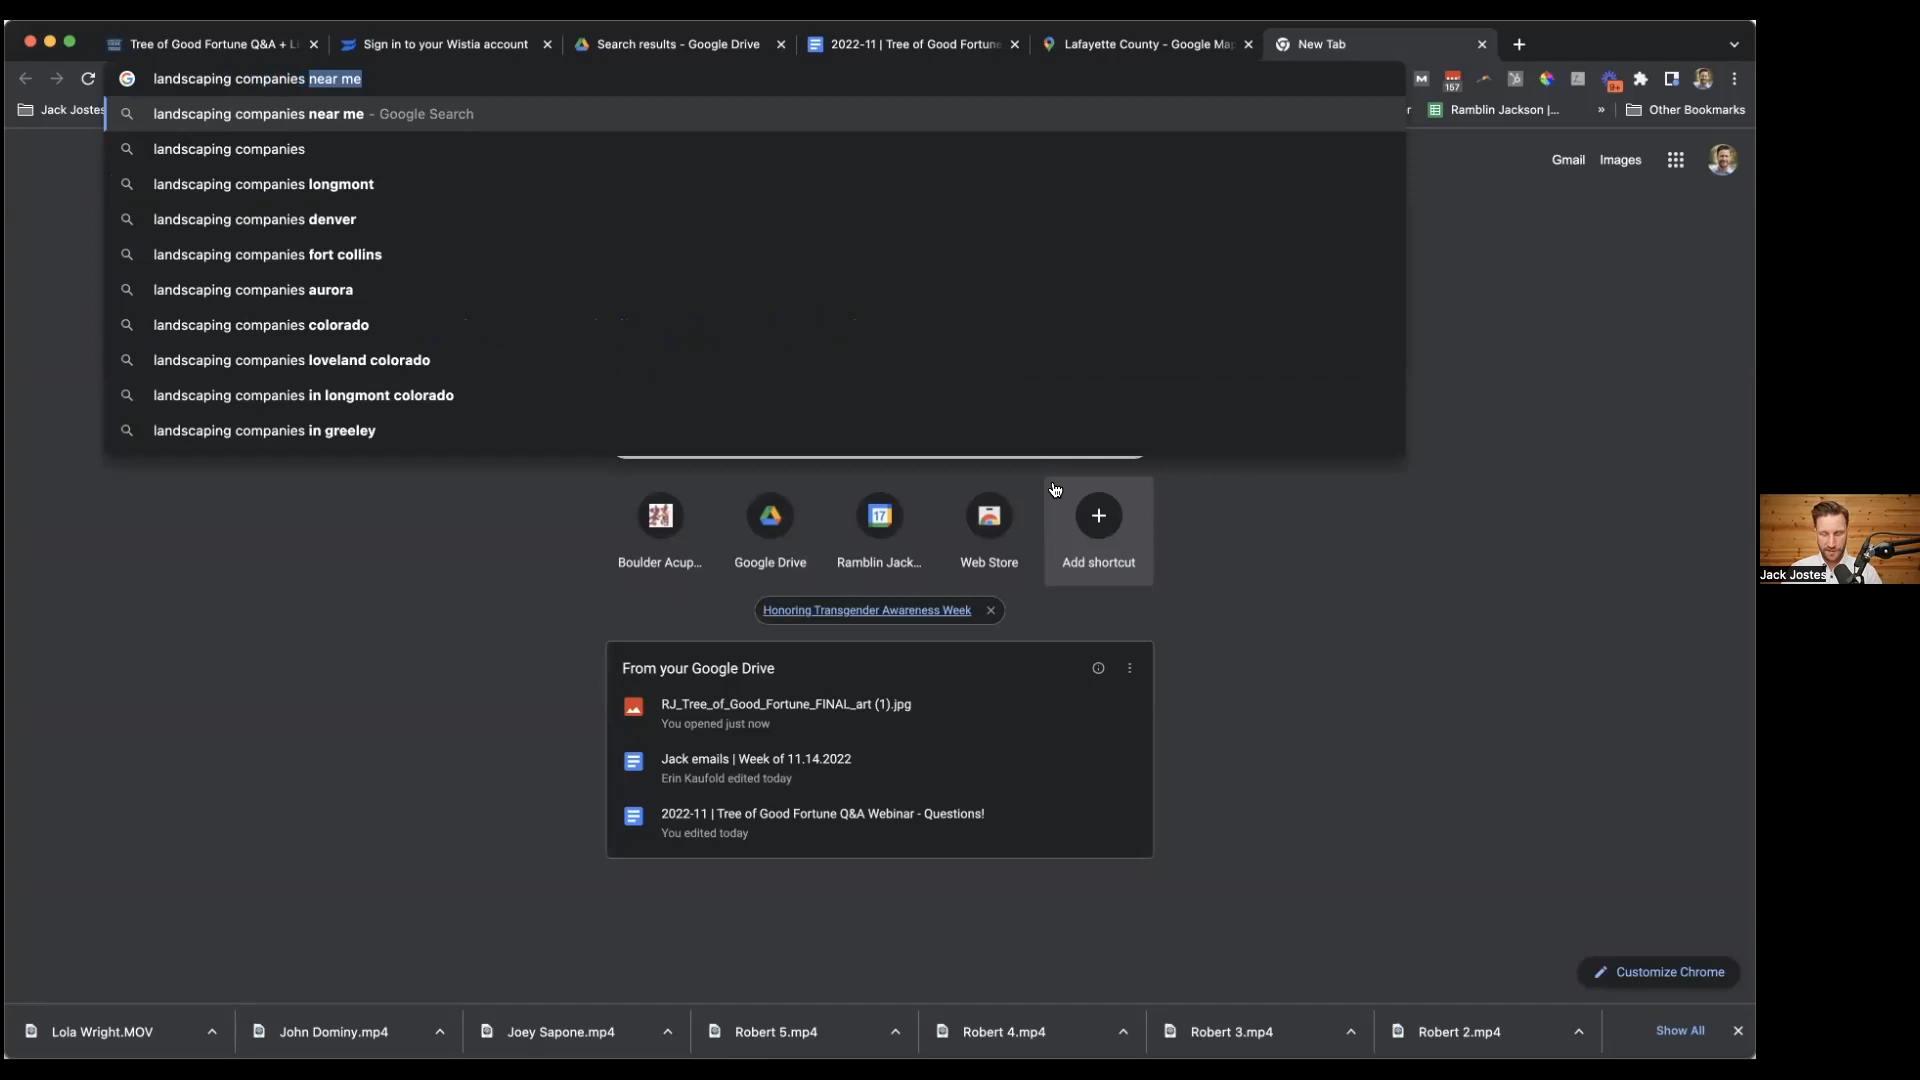 Tree of Good Fortune Q&A + Li
Sign in to your Wistia account
Search results - Google Drive
2022-11 | Tree of Good Fortune
Lafayette County - Google Map
New Tab
landscaping companies near me
157
9+
Jack Jostes
Ramblin Jackson |...
»
Other Bookmarks
landscaping companies near me - Google Search
landscaping companies
landscaping companies longmont
landscaping companies denver
landscaping companies fort collins
landscaping companies aurora
landscaping companies colorado
landscaping companies loveland colorado
landscaping companies in longmont colorado
landscaping companies in greeley
Gmail
Images
17
Boulder Acup...
Google Drive
Ramblin Jack...
Web Store
Add shortcut
Honoring Transgender Awareness Week
From your Google Drive
RJ_Tree_of_Good_Fortune_FINAL_art (1).jpg
You opened just now
Jack emails | Week of 11.14.2022
Erin Kaufold edited today
2022-11 | Tree of Good Fortune Q&A Webinar - Questions!
You edited today
Jack Jostes
Customize Chrome
Lola Wright.MOV
John Dominy.mp4
Joey Sapone.mp4
Robert 5.mp4
Robert 4.mp4
Robert 3.mp4
Robert 2.mp4
Show All